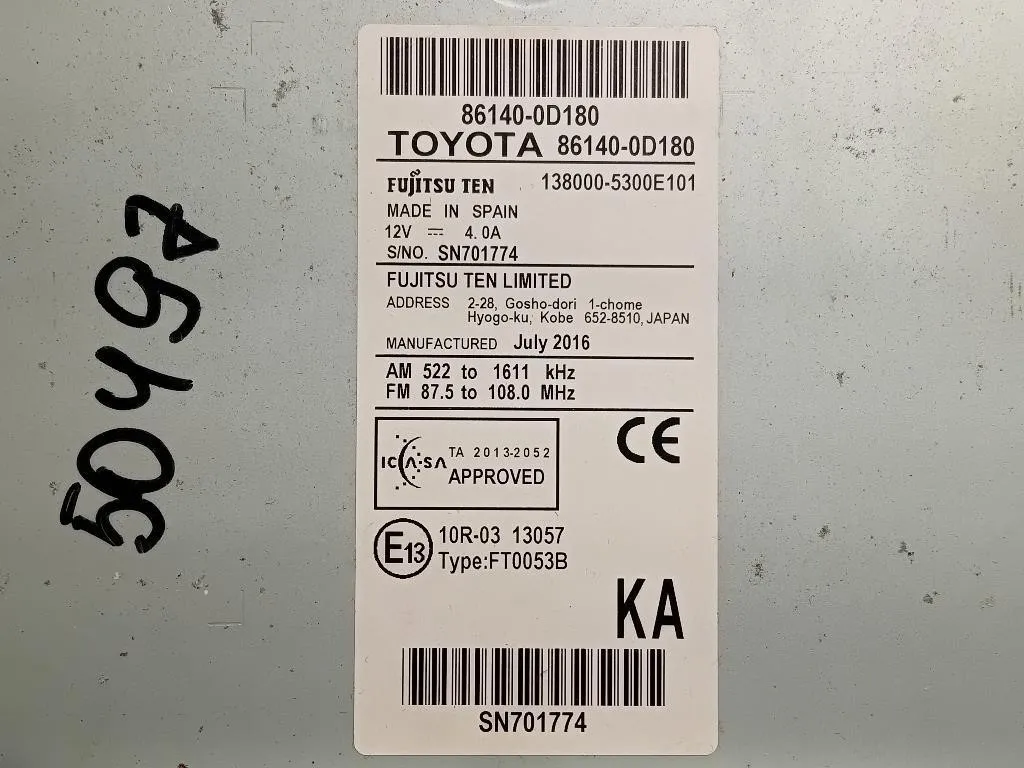 86140-0D180
TOYOTA 86140-0D180
FUJITSU TEN 138000-5300E101
MADE IN SPAIN
12V ⎓ 4.0A
S/NO. SN701774
FUJITSU TEN LIMITED
ADDRESS 2-28, Gosho-dori 1-chome
Hyogo-ku, Kobe 652-8510, JAPAN
MANUFACTURED July 2016
AM 522 to 1611 kHz
FM 87.5 to 108.0 MHz
ICASA TA 2013-2052
APPROVED
CE
E13 10R-03 13057
Type:FT0053B
KA
SN701774
50497